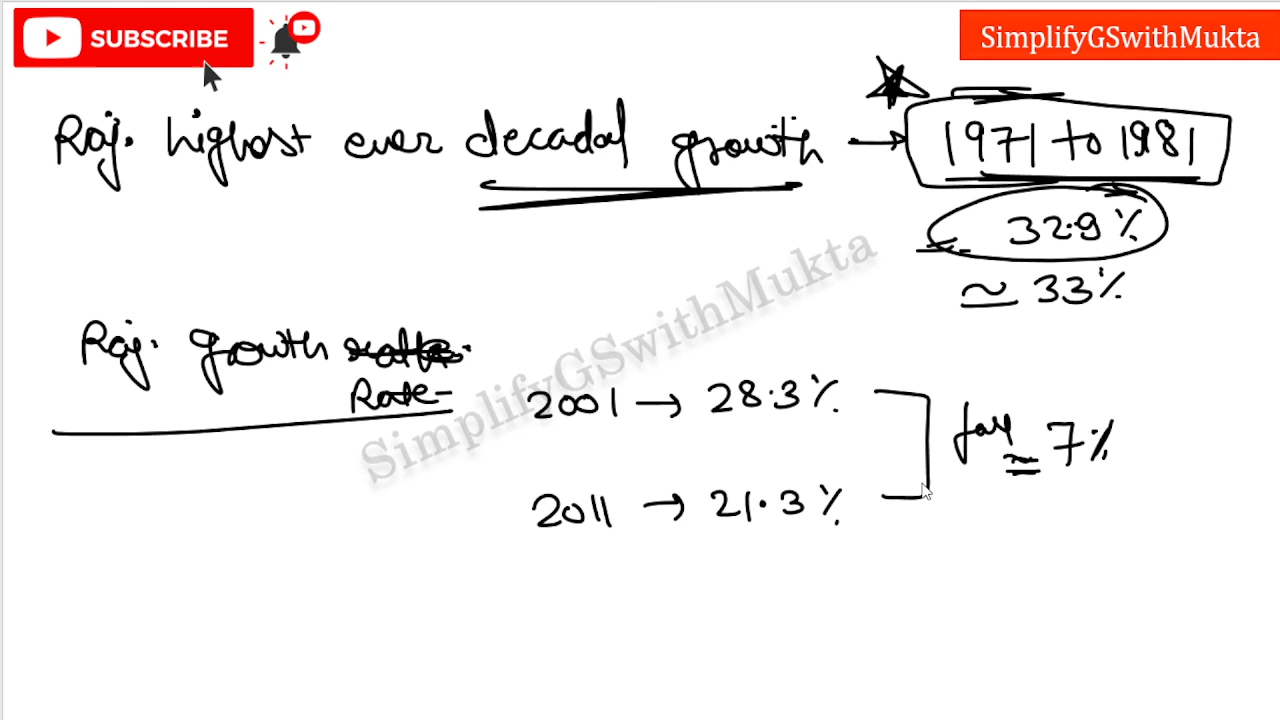 SUBSCRIBE
SimplifyGSwithMukta
Raj. highest ever decadal growth → 1971 to 1981
32.9%
≃ 33%
SimplifyGSwithMukta
Raj. growth
Rate-
2001 → 28.3%
fall ≃ 7%
2011 → 21.3%